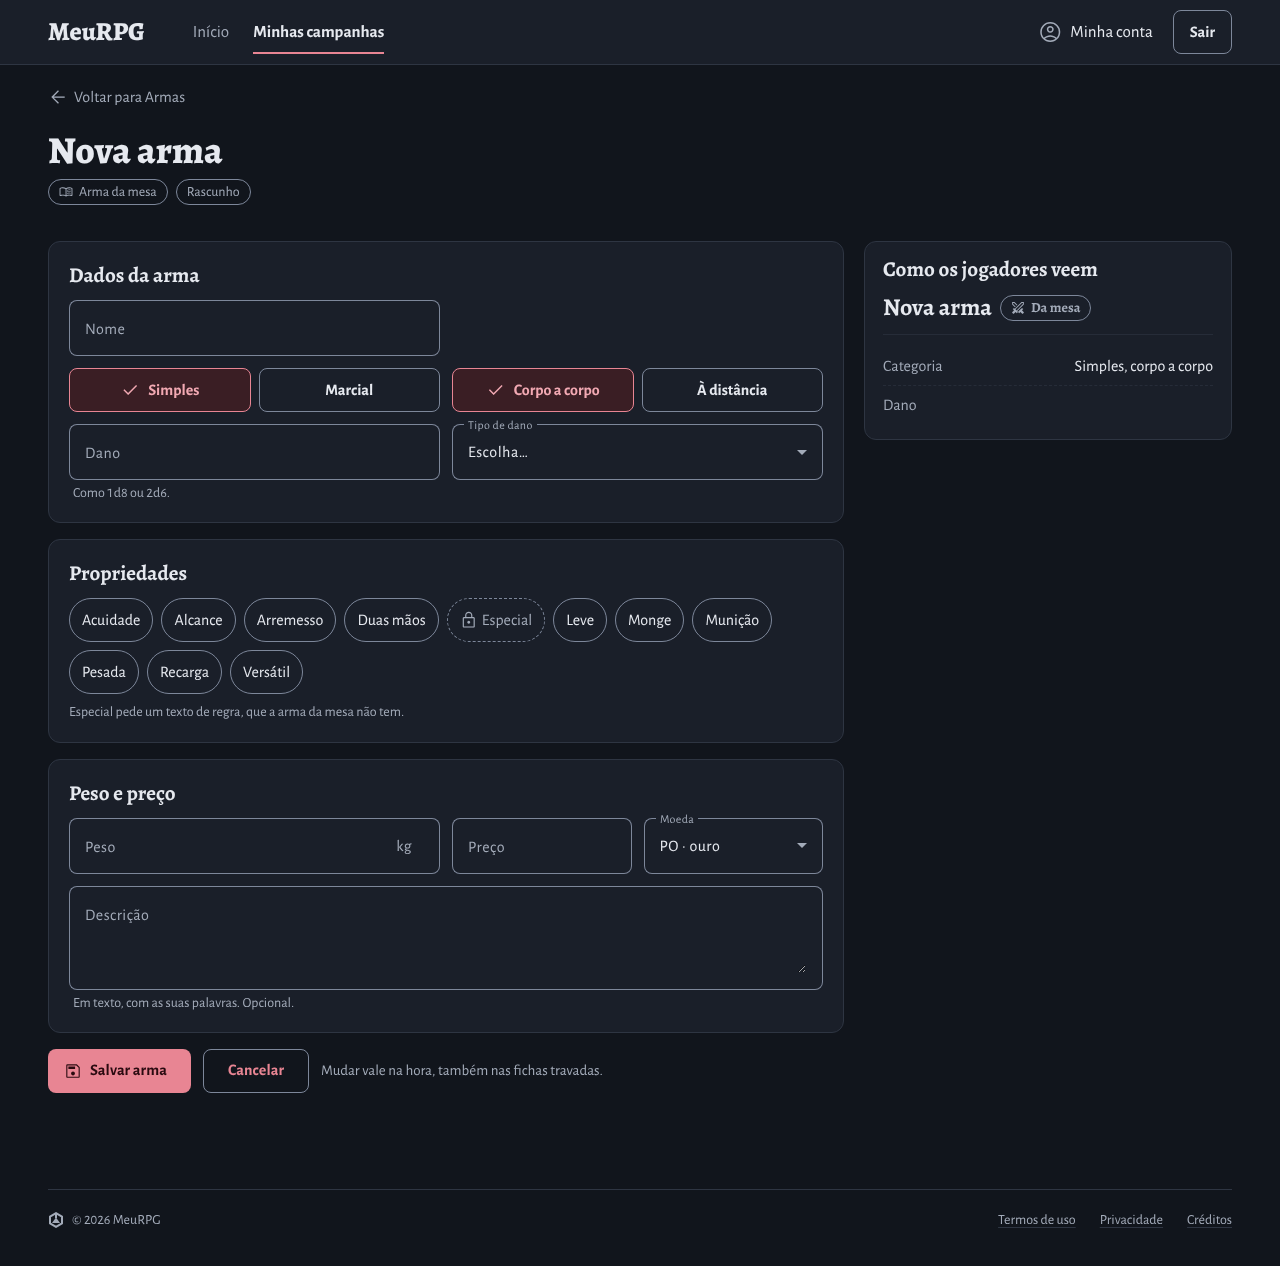 MeuRPG
Início
Minhas campanhas
Minha conta
Sair
Voltar para Armas
Nova arma
Arma da mesa
Rascunho
Dados da arma
Nome
Simples
Marcial
Corpo a corpo
À distância
Dano
Tipo de dano
Escolha...
Como 1d8 ou 2d6.
Propriedades
Acuidade
Alcance
Arremesso
Duas mãos
Especial
Leve
Monge
Munição
Pesada
Recarga
Versátil
Especial pede um texto de regra, que a arma da mesa não tem.
Peso e preço
Peso
kg
Preço
Moeda
PO · ouro
Descrição
Em texto, com as suas palavras. Opcional.
Salvar arma
Cancelar
Mudar vale na hora, também nas fichas travadas.
Como os jogadores veem
Nova arma
Da mesa
Categoria
Simples, corpo a corpo
Dano
© 2026 MeuRPG
Termos de uso
Privacidade
Créditos